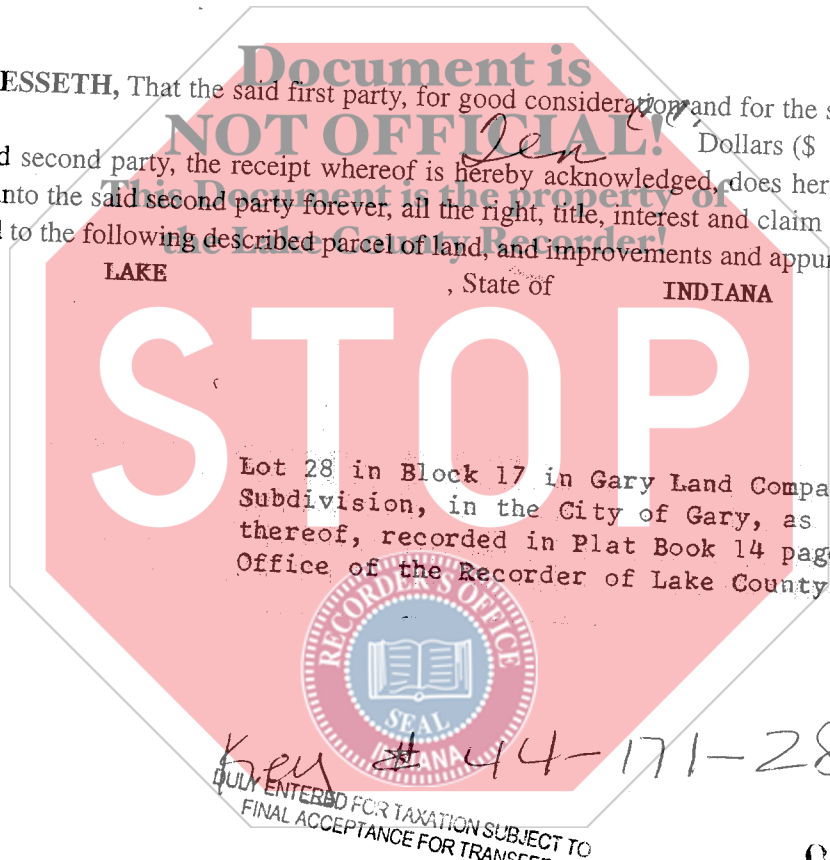 Document is
NOT OFFICIAL!
This Document is the property of
the Lake County Recorder!
STOP
ESSETH, That the said first party, for good consideration and for the s
Ten Dollars ($
d second party, the receipt whereof is hereby acknowledged, does her
nto the said second party forever, all the right, title, interest and claim
to the following described parcel of land, and improvements and appur
LAKE , State of INDIANA
Lot 28 in Block 17 in Gary Land Compa
Subdivision, in the City of Gary, as
thereof, recorded in Plat Book 14 pag
Office of the Recorder of Lake County
RECORDER'S OFFICE
SEAL
INDIANA
Key # 44-171-28
DULY ENTERED FOR TAXATION SUBJECT TO
FINAL ACCEPTANCE FOR TRANSFER